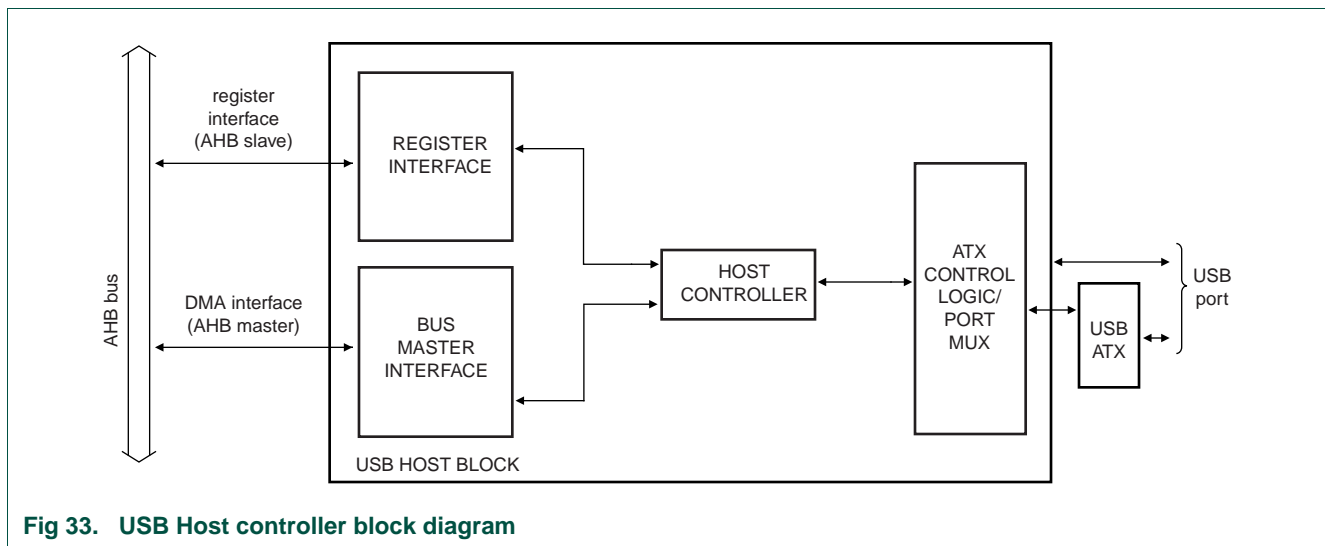 register
interface
(AHB slave)
REGISTER
INTERFACE
AHB bus
DMA interface
(AHB master)
BUS
MASTER
INTERFACE
HOST
CONTROLLER
ATX
CONTROL
LOGIC/
PORT
MUX
USB
ATX
USB
port
USB HOST BLOCK
Fig 33. USB Host controller block diagram